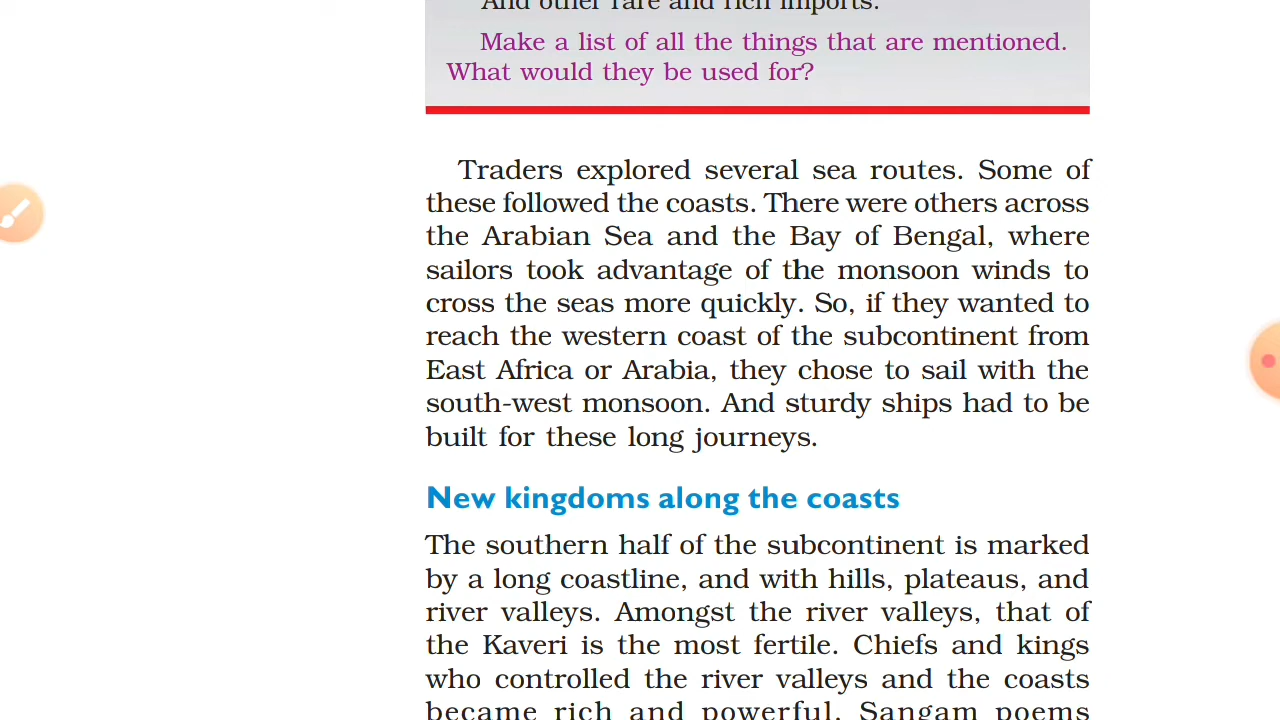 And other rare and rich imports.
Make a list of all the things that are mentioned.
What would they be used for?
Traders explored several sea routes. Some of
these followed the coasts. There were others across
the Arabian Sea and the Bay of Bengal, where
sailors took advantage of the monsoon winds to
cross the seas more quickly. So, if they wanted to
reach the western coast of the subcontinent from
East Africa or Arabia, they chose to sail with the
south-west monsoon. And sturdy ships had to be
built for these long journeys.
New kingdoms along the coasts
The southern half of the subcontinent is marked
by a long coastline, and with hills, plateaus, and
river valleys. Amongst the river valleys, that of
the Kaveri is the most fertile. Chiefs and kings
who controlled the river valleys and the coasts
became rich and powerful. Sangam poems